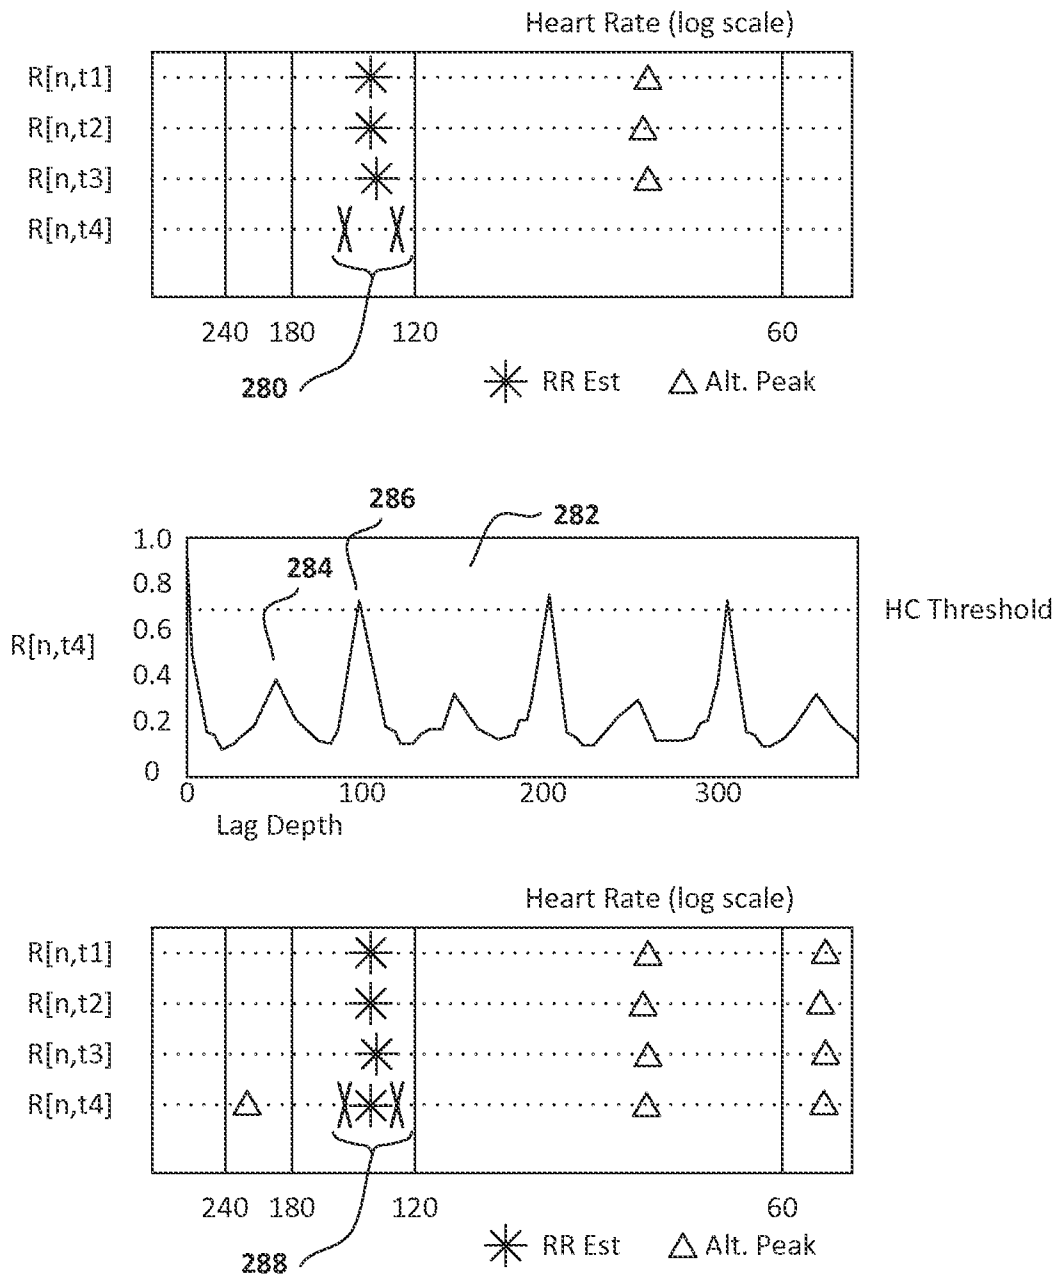 Heart Rate (log scale)
R[n,t1]
R[n,t2]
R[n,t3]
R[n,t4]
240 180 120 60
280
RR Est
Alt. Peak
286
282
284
1.0
0.8
0.6
0.4
0.2
0
R[n,t4]
HC Threshold
0 100 200 300
Lag Depth
Heart Rate (log scale)
R[n,t1]
R[n,t2]
R[n,t3]
R[n,t4]
240 180 120 60
288
RR Est
Alt. Peak